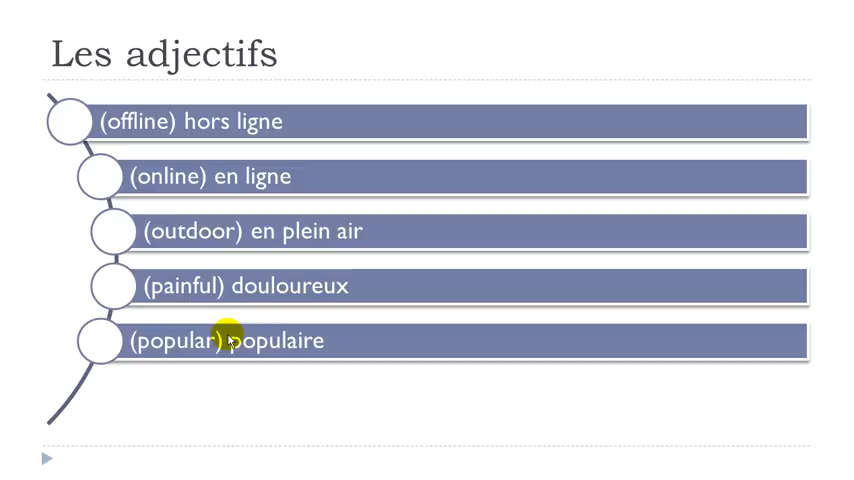 Les adjectifs
(offline) hors ligne
(online) en ligne
(outdoor) en plein air
(painful) douloureux
(popular) populaire